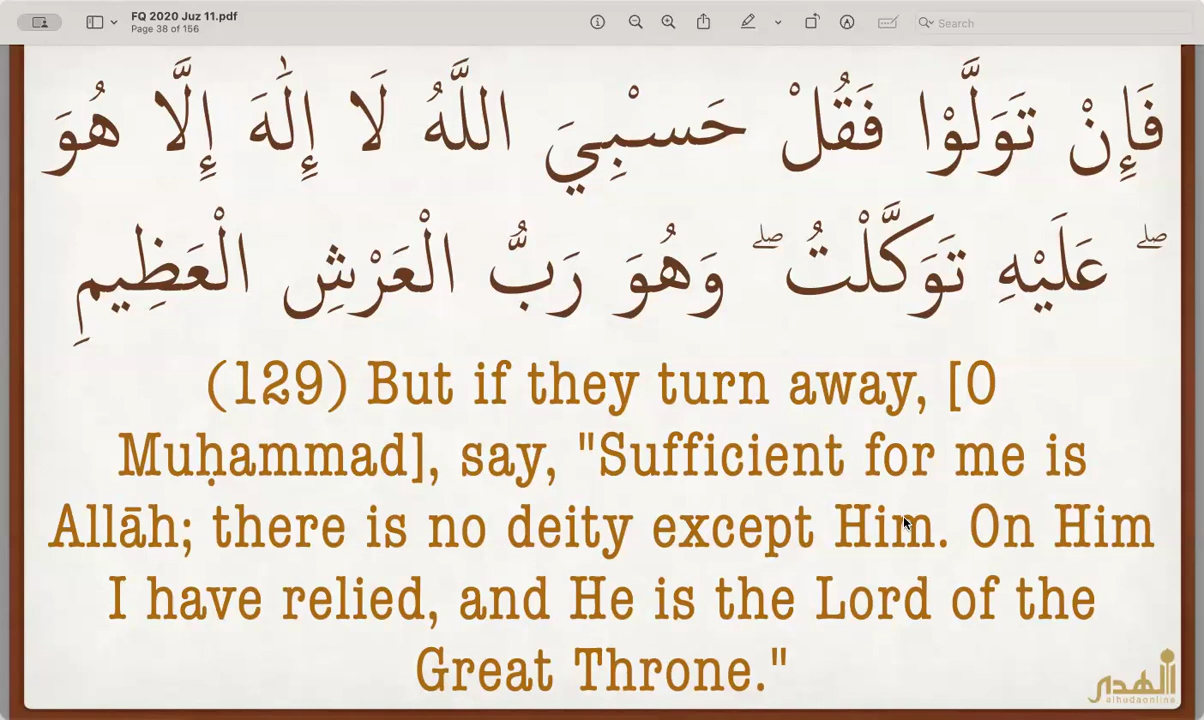 FQ 2020 Juz 11.pdf
Page 38 of 156
Search
فَإِنْ تَوَلَّوْا فَقُلْ حَسْبِيَ اللَّهُ لَا إِلَٰهَ إِلَّا هُوَ
ۖ عَلَيْهِ تَوَكَّلْتُ ۖ وَهُوَ رَبُّ الْعَرْشِ الْعَظِيمِ
(129) But if they turn away, [O
Muḥammad], say, "Sufficient for me is
Allāh; there is no deity except Him. On Him
I have relied, and He is the Lord of the
Great Throne."
الهدى
alhudaonline